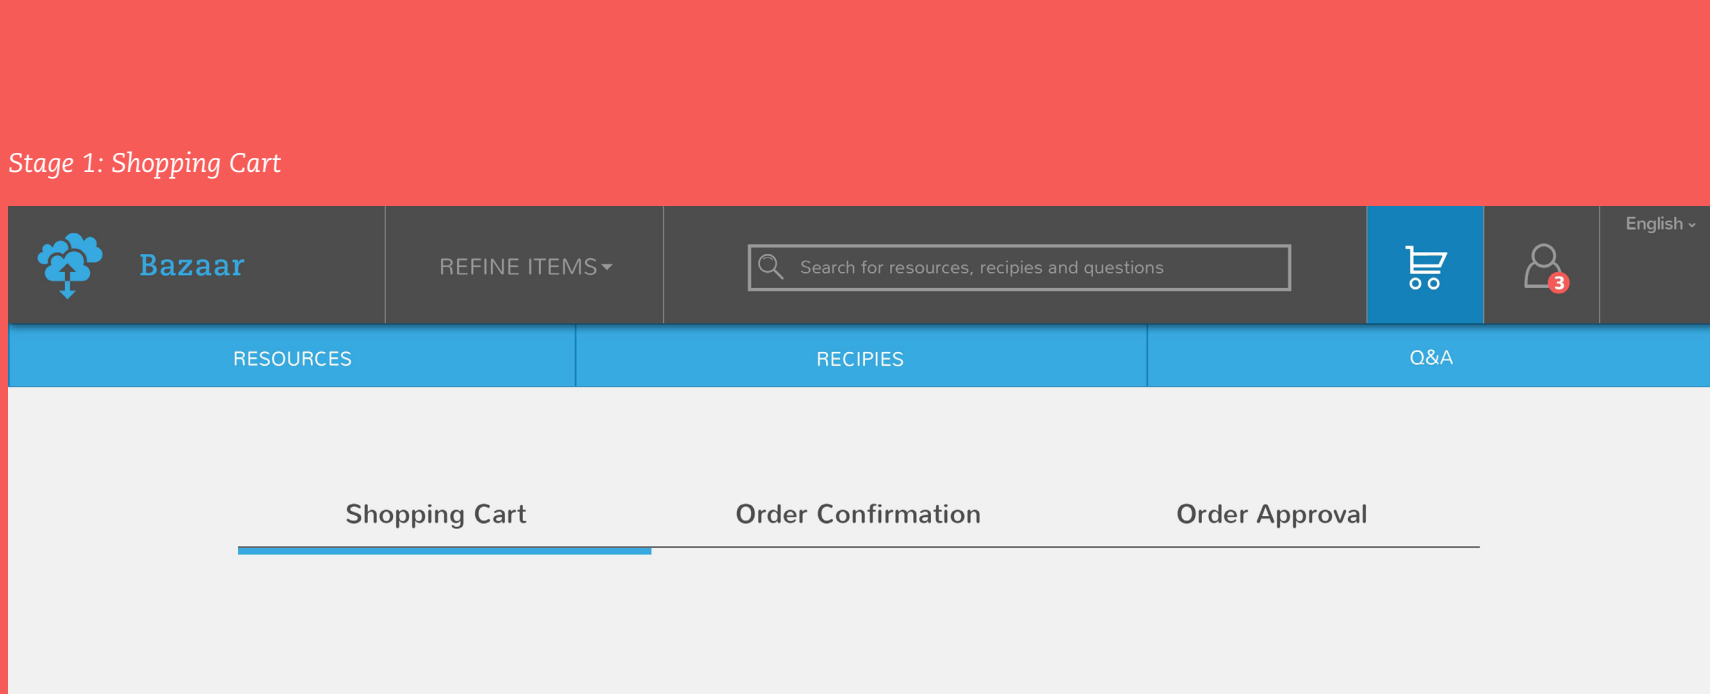 Stage 1: Shopping Cart
English
Bazaar
REFINE ITEMS
Search for resources, recipies and questions
3
RESOURCES
RECIPIES
Q&A
Shopping Cart
Order Confirmation
Order Approval